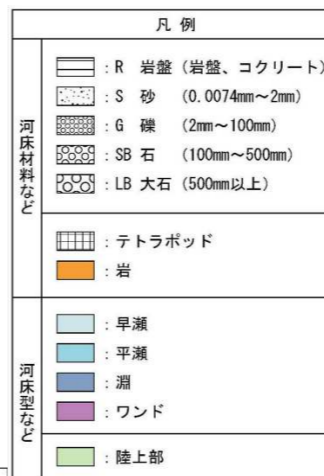 凡 例
河床材料など
: R 岩盤 (岩盤、コクリート)
: S 砂 (0.0074mm～2mm)
: G 礫 (2mm～100mm)
: SB 石 (100mm～500mm)
: LB 大石 (500mm以上)
: テトラポッド
: 岩
河床型など
: 早瀬
: 平瀬
: 淵
: ワンド
: 陸上部